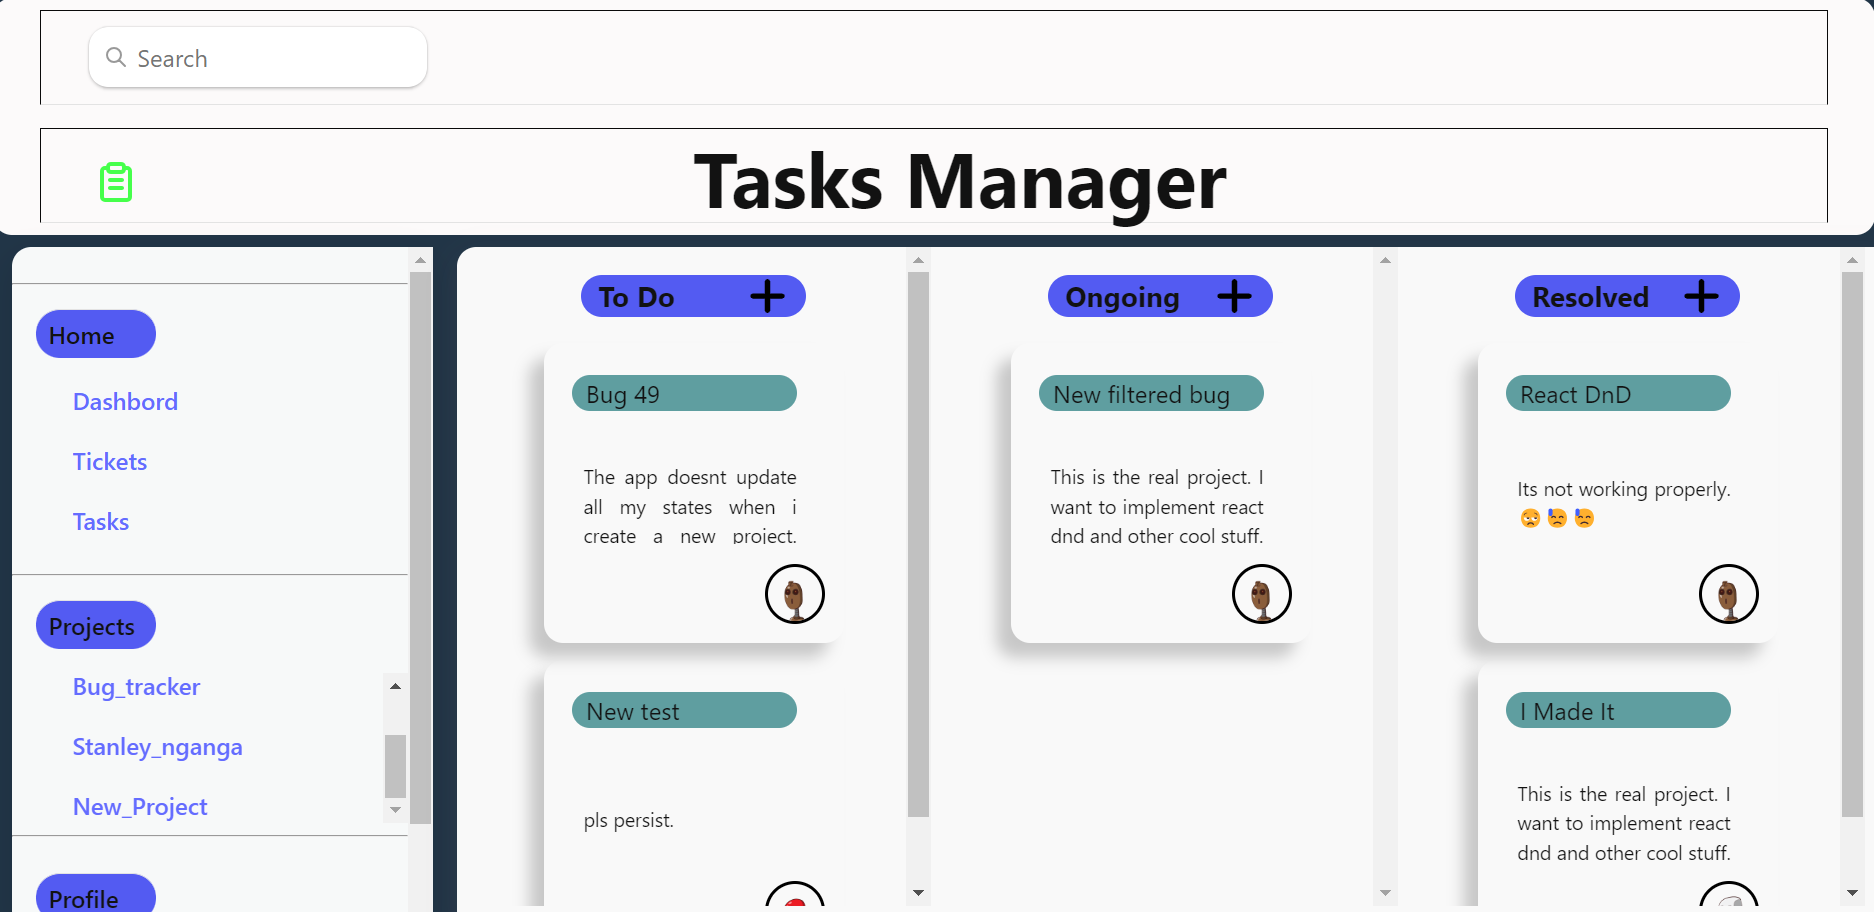 Search
Tasks Manager
Home
Dashbord
Tickets
Tasks
Projects
Bug_tracker
Stanley_nganga
New_Project
Profile
To Do
Bug 49
The app doesnt update
all my states when i
create a new project.
New test
pls persist.
Ongoing
New filtered bug
This is the real project. I
want to implement react
dnd and other cool stuff.
Resolved
React DnD
Its not working properly.
😥 😓 😓
I Made It
This is the real project. I
want to implement react
dnd and other cool stuff.